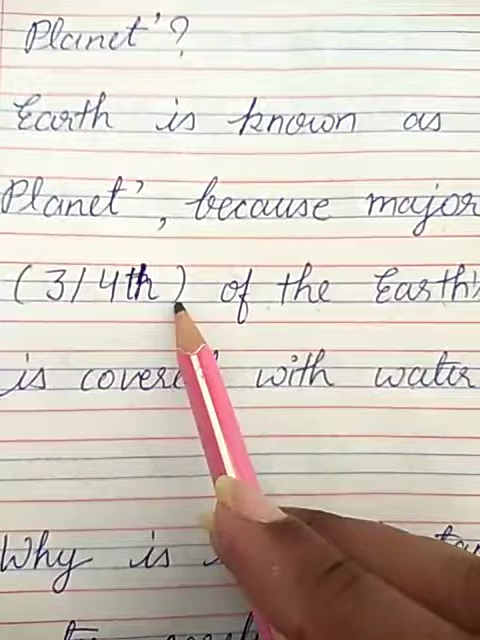 Planet'?
Earth is known as
Planet', because major
(3/4th) of the Earth's
is covere with water
Why is